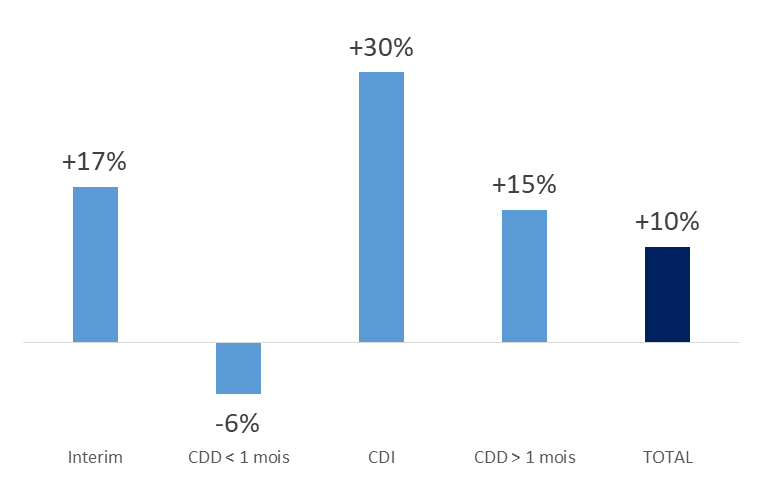 +30%
+17%
+15%
+10%
-6%
Interim
CDD < 1 mois
CDI
CDD > 1 mois
TOTAL